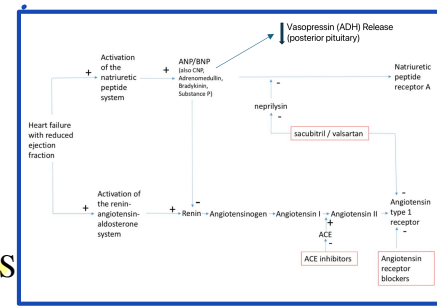 Vasopressin (ADH) Release
(posterior pituitary)
Activation
of the
natriuretic
peptide
system
+
+
ANP/BNP
(also CNP,
Adrenomedullin,
Bradykinin,
Substance P)
-
Natriuretic
peptide
receptor A
neprilysin
-
sacubitril / valsartan
Heart failure
with reduced
ejection
fraction
-
-
Activation of
the renin-
angiotensin-
aldosterone
system
+
+
Renin
Angiotensinogen
Angiotensin I
Angiotensin II
Angiotensin
type 1
receptor
+
ACE
-
-
ACE inhibitors
Angiotensin
receptor
blockers
S